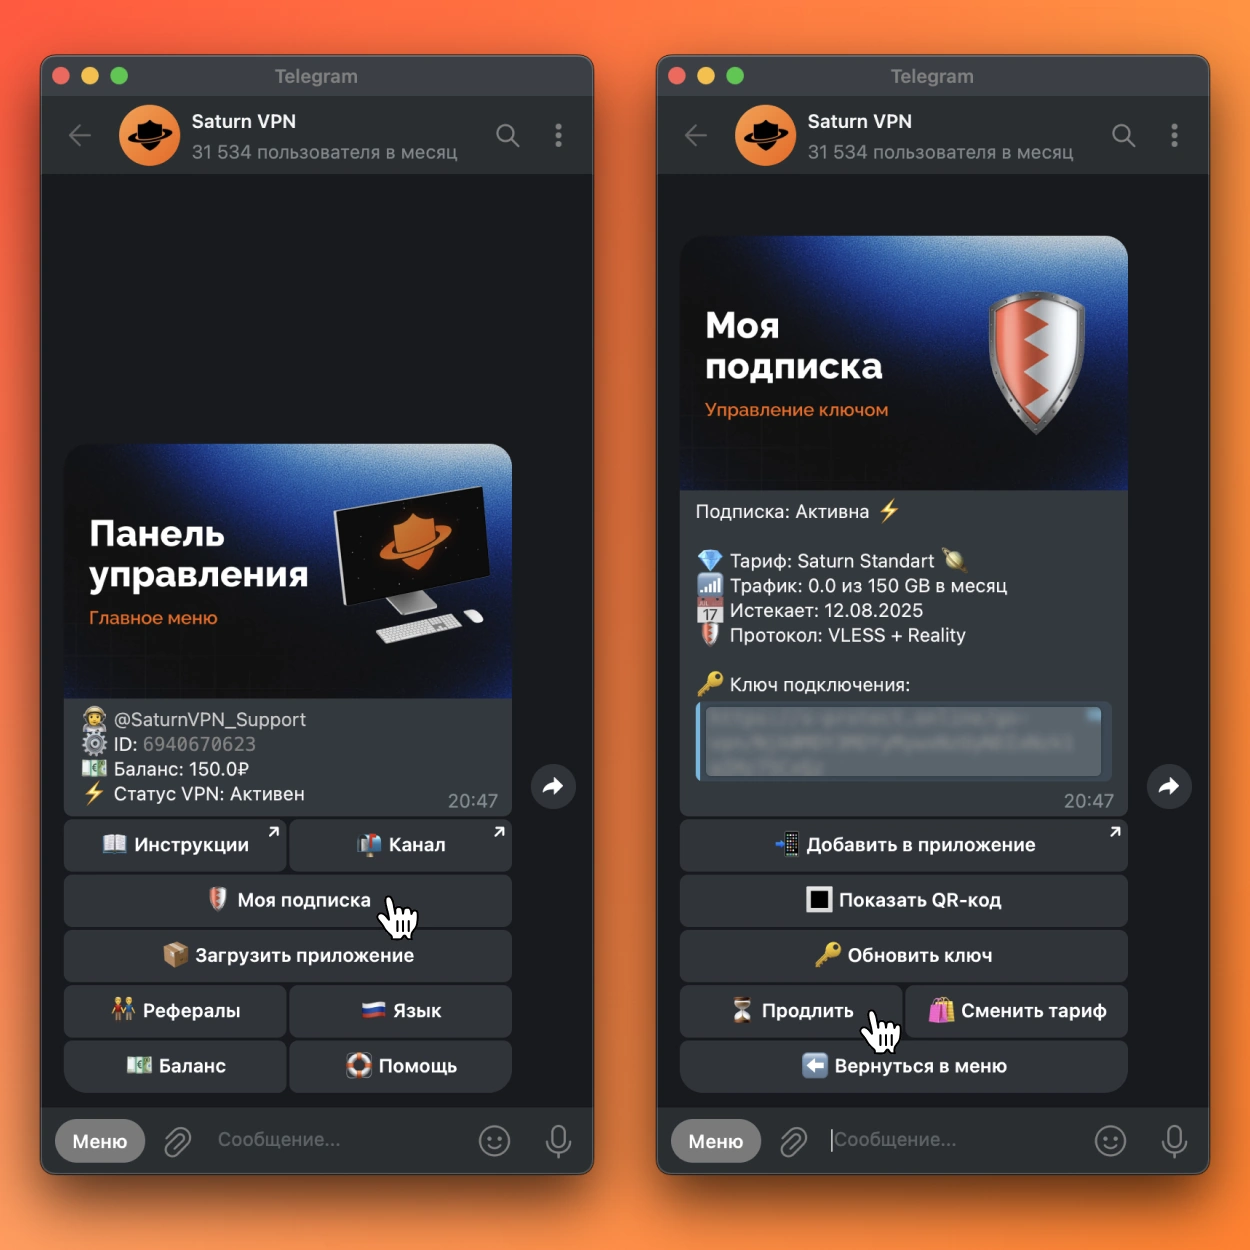 Telegram
Saturn VPN
31 534 пользователя в месяц
Панель
управления
Главное меню
@SaturnVPN_Support
ID: 6940670623
Баланс: 150.0₽
Статус VPN: Активен
20:47
Инструкции
Канал
Моя подписка
Загрузить приложение
Рефералы
Язык
Баланс
Помощь
Меню
Сообщение...
Telegram
Saturn VPN
31 534 пользователя в месяц
Моя
подписка
Управление ключом
Подписка: Активна
Тариф: Saturn Standart
Трафик: 0.0 из 150 GB в месяц
17
Истекает: 12.08.2025
Протокол: VLESS + Reality
Ключ подключения:
20:47
Добавить в приложение
Показать QR-код
Обновить ключ
Продлить
Сменить тариф
Вернуться в меню
Меню
Сообщение...